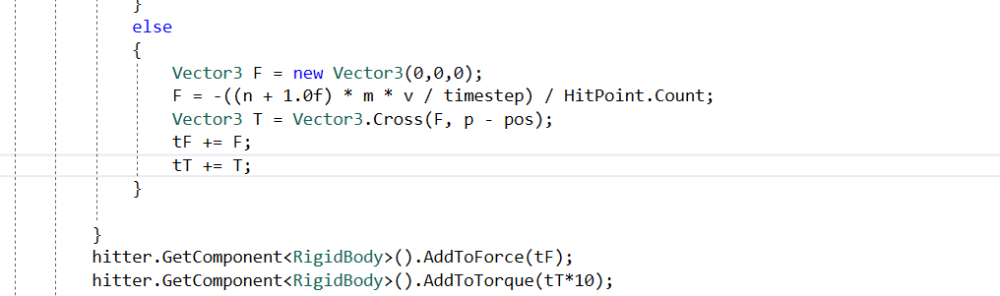 }
else
{
Vector3 F = new Vector3(0,0,0);
F = -((n + 1.0f) * m * v / timestep) / HitPoint.Count;
Vector3 T = Vector3.Cross(F, p - pos);
tF += F;
tT += T;
}
}
hitter.GetComponent<RigidBody>().AddToForce(tF);
hitter.GetComponent<RigidBody>().AddToTorque(tT*10);